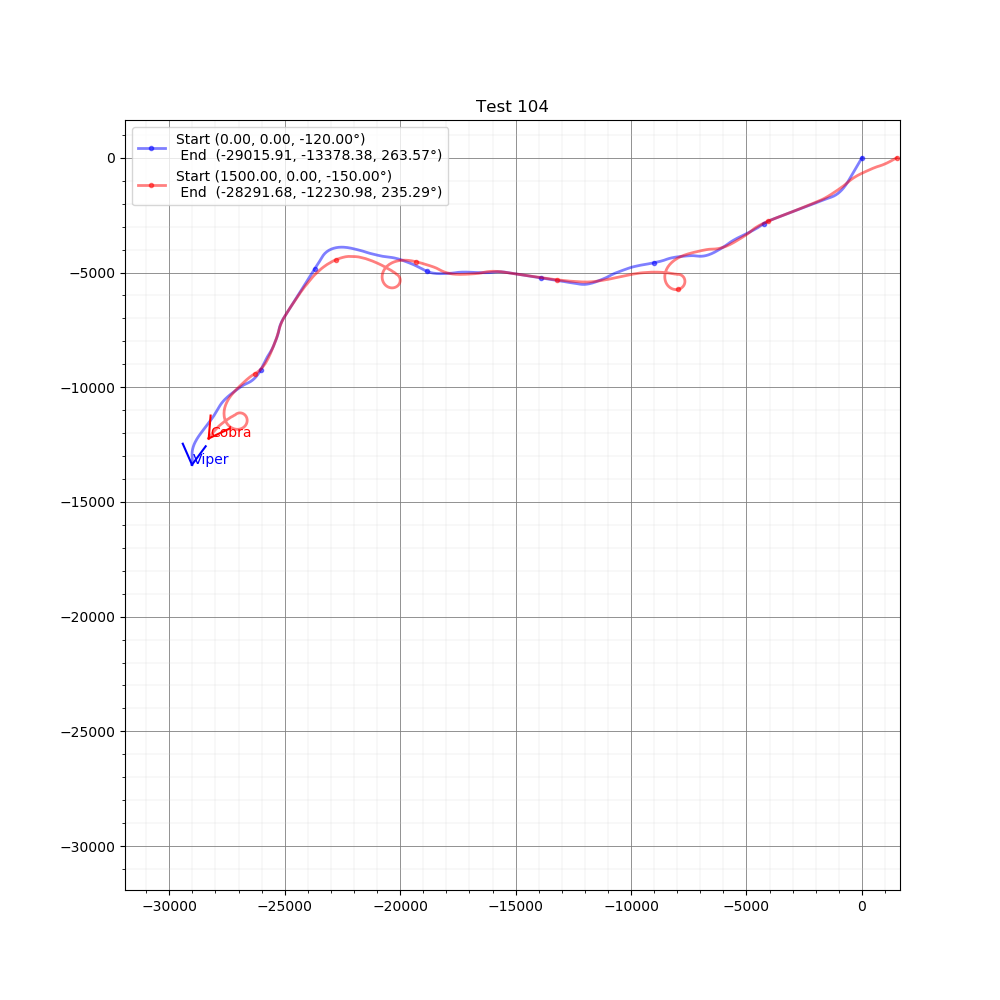 Test 104
Start (0.00, 0.00, -120.00°)
End (-29015.91, -13378.38, 263.57°)
Start (1500.00, 0.00, -150.00°)
End (-28291.68, -12230.98, 235.29°)
0
−5000
−10000
−15000
−20000
−25000
−30000
Cobra
Viper
−30000
−25000
−20000
−15000
−10000
−5000
0